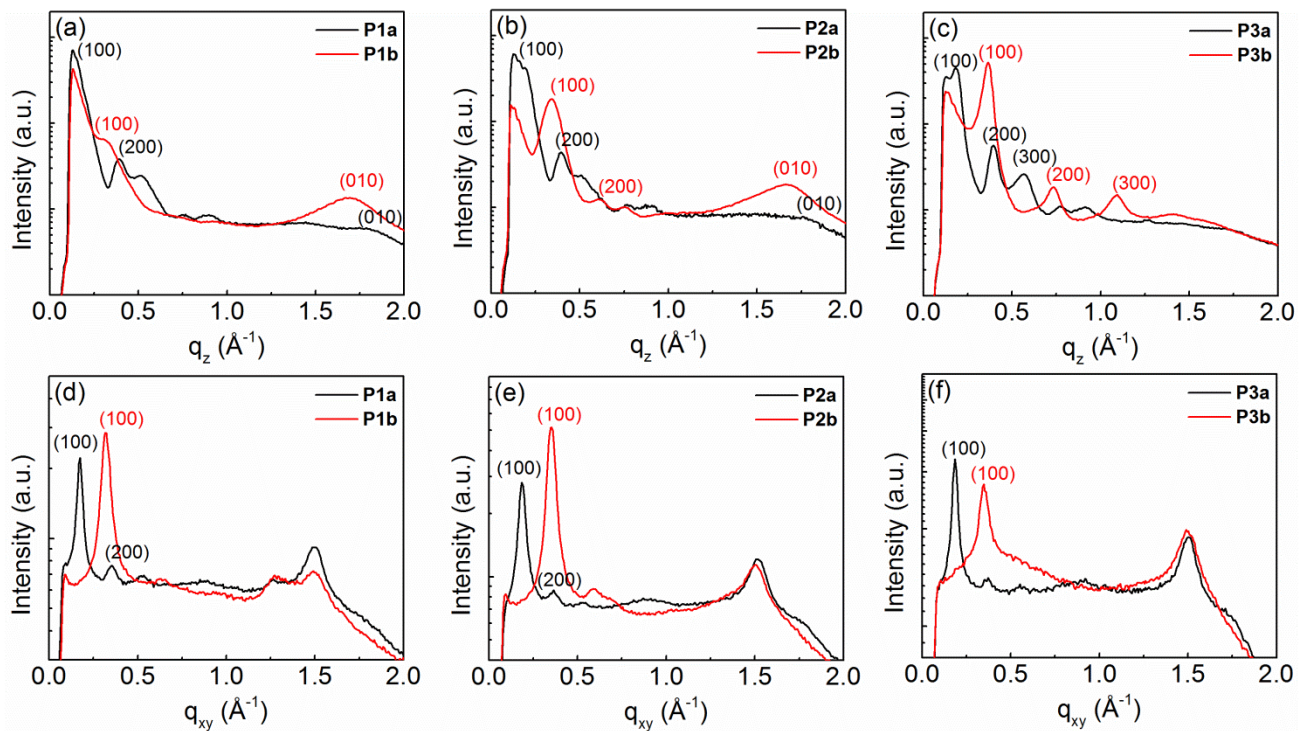 (a)
P1a
P1b
(100)
(100)
(200)
(010)
(010)
Intensity (a.u.)
0.0 0.5 1.0 1.5 2.0
q_z (Å⁻¹)
(b)
P2a
P2b
(100)
(100)
(200)
(200)
(010)
(010)
Intensity (a.u.)
0.0 0.5 1.0 1.5 2.0
q_z (Å⁻¹)
(c)
P3a
P3b
(100)
(100)
(200)
(300)
(200)
(300)
Intensity (a.u.)
0.0 0.5 1.0 1.5 2.0
q_z (Å⁻¹)
(d)
P1a
P1b
(100)
(100)
(200)
Intensity (a.u.)
0.0 0.5 1.0 1.5 2.0
q_xy (Å⁻¹)
(e)
P2a
P2b
(100)
(100)
(200)
Intensity (a.u.)
0.0 0.5 1.0 1.5 2.0
q_xy (Å⁻¹)
(f)
P3a
P3b
(100)
(100)
Intensity (a.u.)
0.0 0.5 1.0 1.5 2.0
q_xy (Å⁻¹)